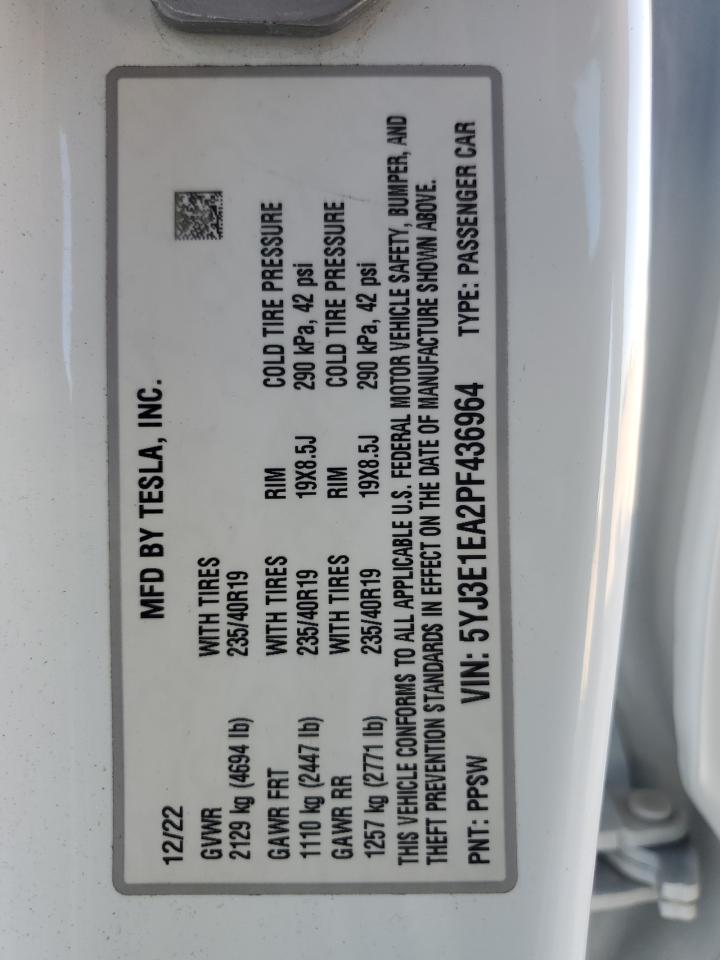 MFD BY TESLA, INC.
12/22
GVWR WITH TIRES
2129 kg (4694 lb) 235/40R19
GAWR FRT WITH TIRES RIM COLD TIRE PRESSURE
1110 kg (2447 lb) 235/40R19 19X8.5J 290 kPa, 42 psi
GAWR RR WITH TIRES RIM COLD TIRE PRESSURE
1257 kg (2771 lb) 235/40R19 19X8.5J 290 kPa, 42 psi
THIS VEHICLE CONFORMS TO ALL APPLICABLE U.S. FEDERAL MOTOR VEHICLE SAFETY, BUMPER, AND
THEFT PREVENTION STANDARDS IN EFFECT ON THE DATE OF MANUFACTURE SHOWN ABOVE.
PNT: PPSW VIN: 5YJ3E1EA2PF436964 TYPE: PASSENGER CAR